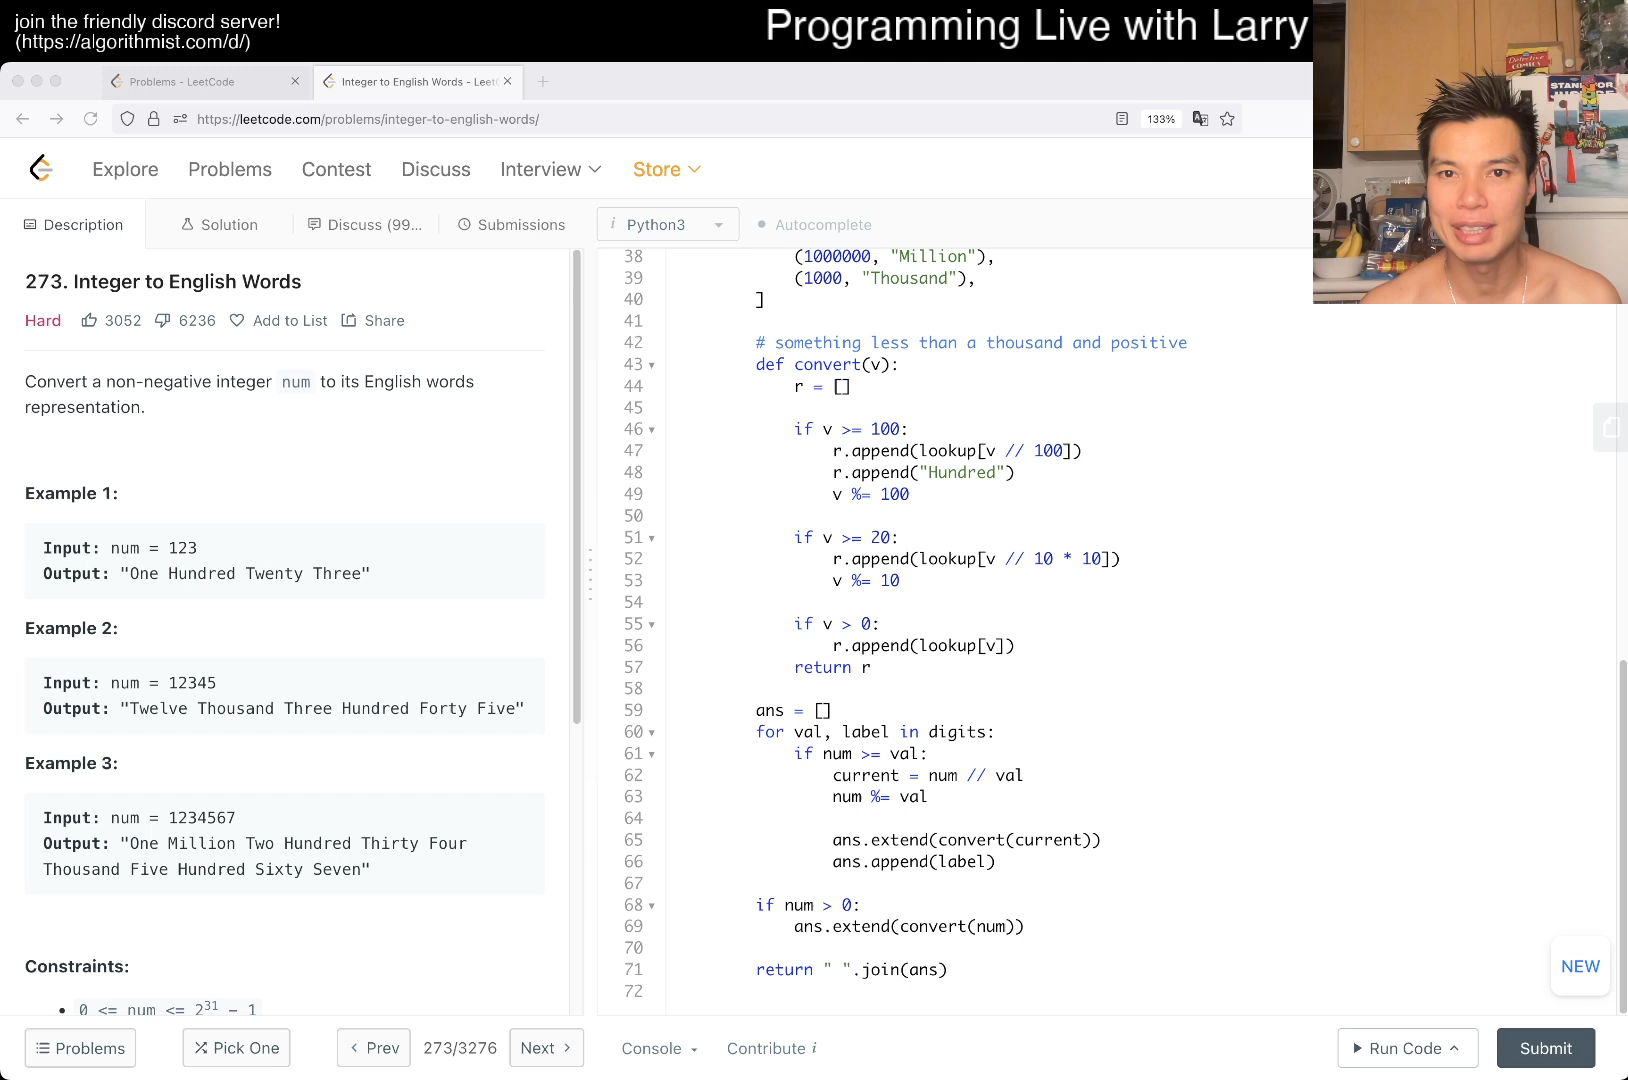 join the friendly discord server!
(https://algorithmist.com/d/)
Programming Live with Larry
Problems - LeetCode
Integer to English Words - Leet
https://leetcode.com/problems/integer-to-english-words/
133%
Explore Problems Contest Discuss Interview Store
Description Solution Discuss (99... Submissions
i Python3 Autocomplete
273. Integer to English Words
Hard 3052 6236 Add to List Share
Convert a non-negative integer num to its English words
representation.
Example 1:
Input: num = 123
Output: "One Hundred Twenty Three"
Example 2:
Input: num = 12345
Output: "Twelve Thousand Three Hundred Forty Five"
Example 3:
Input: num = 1234567
Output: "One Million Two Hundred Thirty Four
Thousand Five Hundred Sixty Seven"
Constraints:
• 0 <= num <= 2³¹ - 1
38 (1000000, "Million"),
39 (1000, "Thousand"),
40 ]
41
42 # something less than a thousand and positive
43 def convert(v):
44 r = []
45
46 if v >= 100:
47 r.append(lookup[v // 100])
48 r.append("Hundred")
49 v %= 100
50
51 if v >= 20:
52 r.append(lookup[v // 10 * 10])
53 v %= 10
54
55 if v > 0:
56 r.append(lookup[v])
57 return r
58
59 ans = []
60 for val, label in digits:
61 if num >= val:
62 current = num // val
63 num %= val
64
65 ans.extend(convert(current))
66 ans.append(label)
67
68 if num > 0:
69 ans.extend(convert(num))
70
71 return " ".join(ans)
72
NEW
Problems Pick One < Prev 273/3276 Next > Console Contribute i Run Code Submit